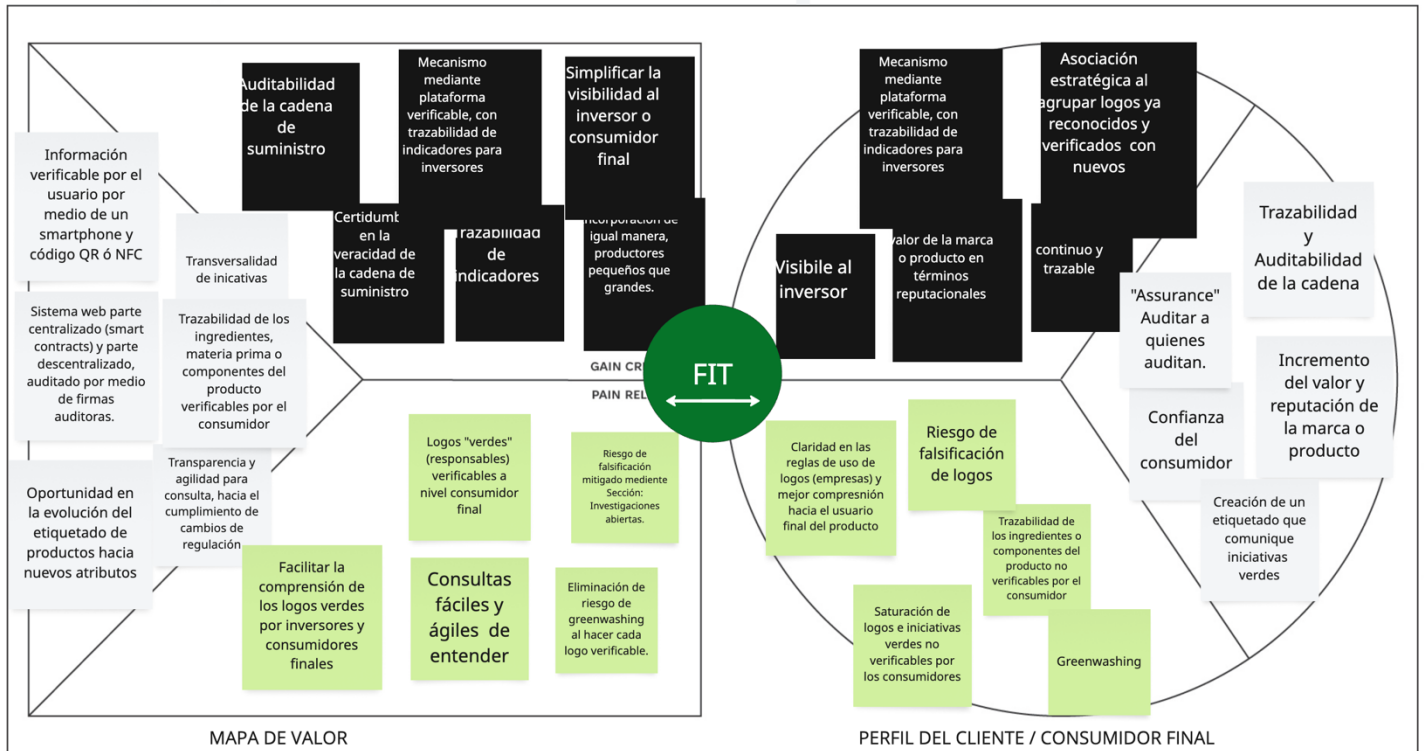 Información
verificable por el
usuario por
medio de un
smartphone y
código QR ó NFC
Transversalidad
de inicativas
Sistema web parte
centralizado (smart
contracts) y parte
descentralizado,
auditado por medio
de firmas
auditoras.
Trazabilidad de los
ingredientes,
materia prima o
componentes del
producto
verificables por el
consumidor
Oportunidad en
la evolución del
etiquetado de
productos hacia
nuevos atributos
Transparencia y
agilidad para
consulta, hacia el
cumplimiento de
cambios de
regulación
Auditabilidad
de la cadena
de
suministro
Mecanismo
mediante
plataforma
verificable, con
trazabilidad de
indicadores para
inversores
Simplificar la
visibilidad al
inversor o
consumidor
final
en la
veracidad de
la cadena de
suministro
Trazabilidad
de
indicadores
igual manera,
productores
pequeños que
grandes.
GAIN
PAIN
FIT
Logos "verdes"
(responsables)
verificables a
nivel consumidor
final
Riesgo de
falsificación
mitigado mediante
Sección:
Investigaciones
abiertas.
Facilitar la
comprensión de
los logos verdes
por inversores y
consumidores
finales
Consultas
fáciles y
ágiles de
entender
Eliminación de
riesgo de
greenwashing
al hacer cada
logo verificable.
MAPA DE VALOR
Mecanismo
mediante
plataforma
verificable, con
trazabilidad de
indicadores para
inversores
Asociación
estratégica al
agrupar logos ya
reconocidos y
verificados con
nuevos
Visibile al
inversor
valor de la marca
o producto en
términos
reputacionales
continuo y
trazable
Trazabilidad
y
Auditabilidad
de la cadena
"Assurance"
Auditar a
quienes
auditan.
Incremento
del valor y
reputación de
la marca o
producto
Confianza
del
consumidor
Creación de un
etiquetado que
comunique
iniciativas
verdes
Claridad en las
reglas de uso de
logos (empresas) y
mejor compresnión
hacia el usuario
final del producto
Riesgo de
falsificación
de logos
Trazabilidad de
los ingredientes o
componentes del
producto no
verificables por el
consumidor
Saturación de
logos e iniciativas
verdes no
verificables por
los consumidores
Greenwashing
PERFIL DEL CLIENTE / CONSUMIDOR FINAL